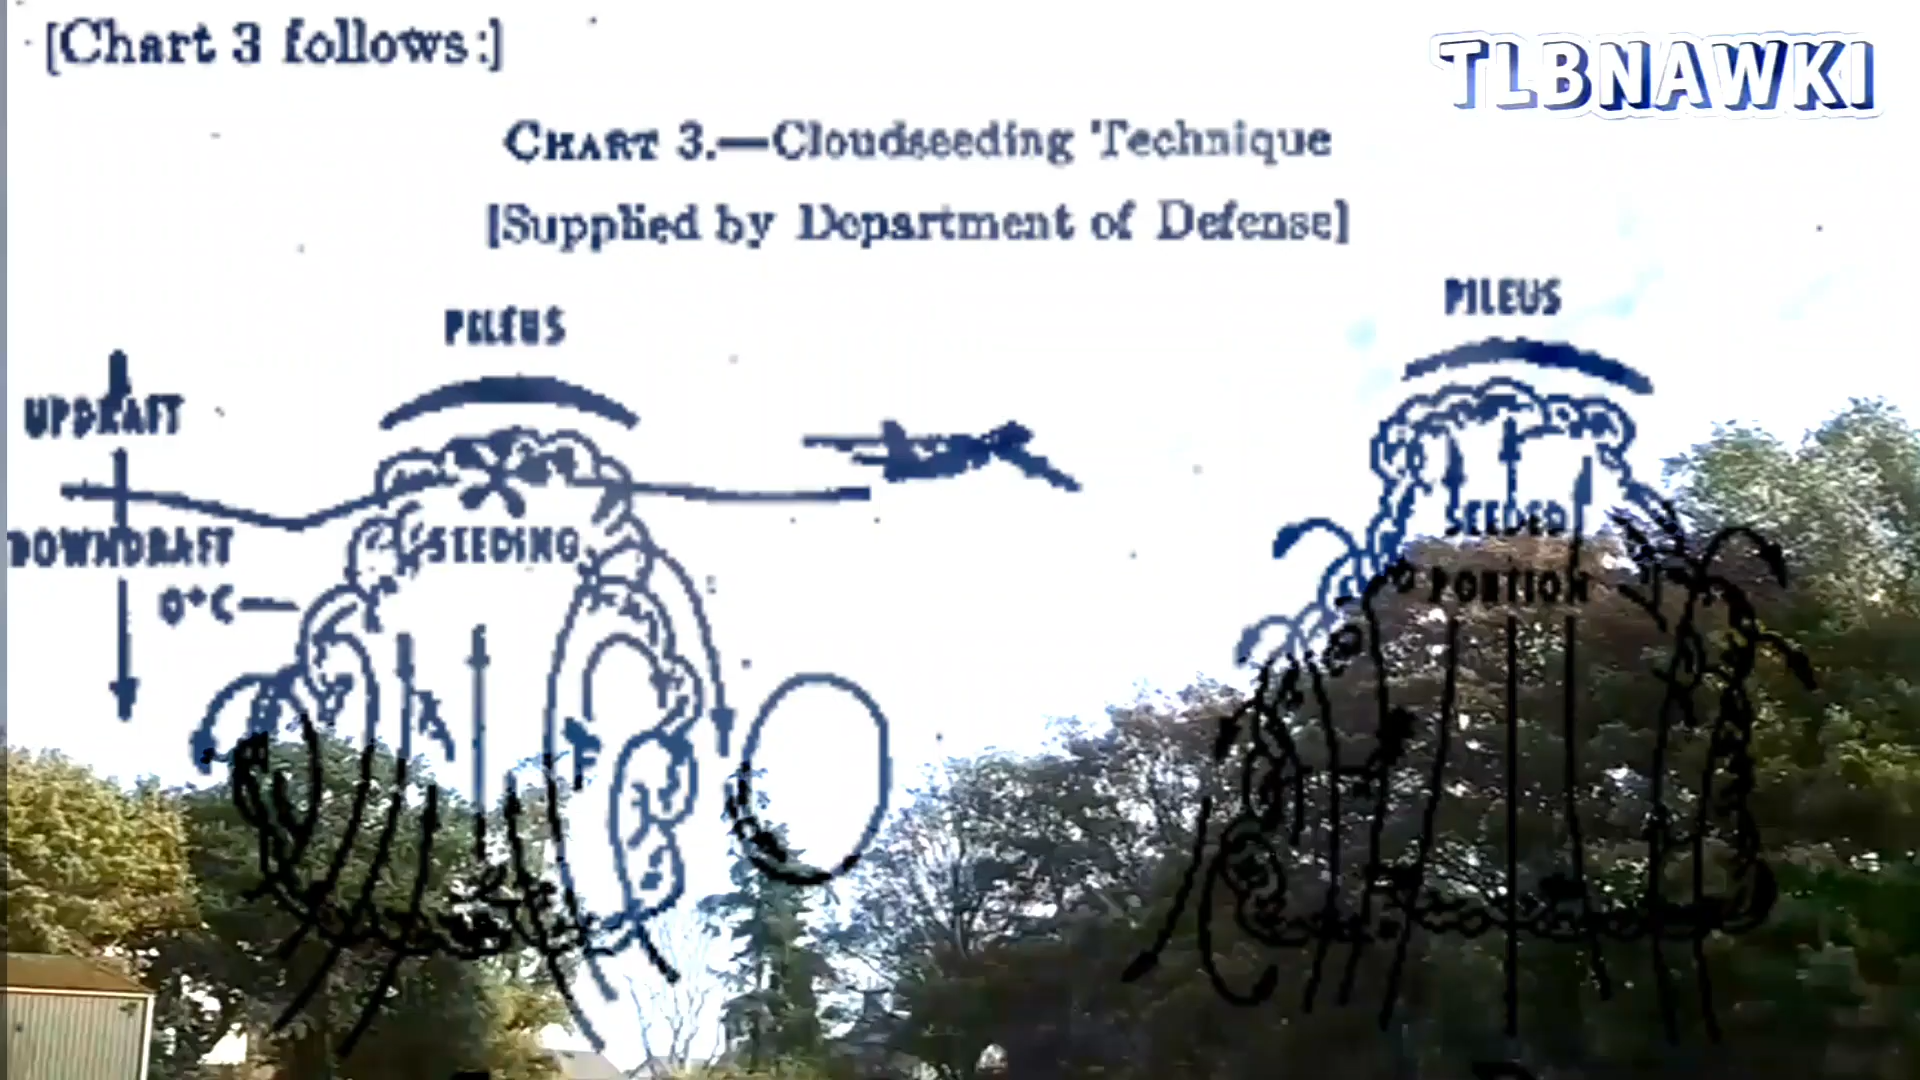 [Chart 3 follows:]
TLBNAWKI
CHART 3.—Cloudseeding Technique
[Supplied by Department of Defense]
PILEUS
PILEUS
UPDRAFT
DOWNDRAFT
SEEDING
0°C
SEEDED
PORTION